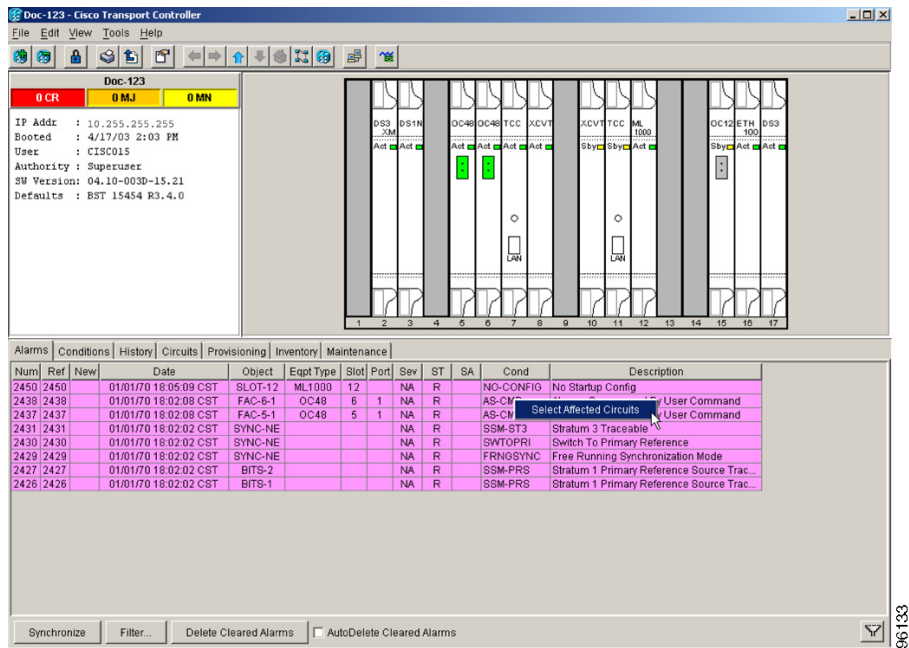 Doc-123 - Cisco Transport Controller
File Edit View Tools Help
Doc-123
0 CR 0 MJ 0 MN
IP Addr : 10.255.255.255
Booted : 4/17/03 2:03 PM
User : CISCO15
Authority : Superuser
SW Version: 04.10-003D-15.21
Defaults : BST 15454 R3.4.0
DS3 XM DS1N OC48 OC48 TCC XCVT XCVT TCC ML 1000 OC12 ETH 100 DS3
Act Act Act Act Act Act Sby Sby Act Sby Act Act
LAN LAN
1 2 3 4 5 6 7 8 9 10 11 12 13 14 15 16 17
Alarms Conditions History Circuits Provisioning Inventory Maintenance
Num Ref New Date Object Eqpt Type Slot Port Sev ST SA Cond Description
2450 2450 01/01/70 18:05:09 CST SLOT-12 ML1000 12 NA R NO-CONFIG No Startup Config
2438 2438 01/01/70 18:02:08 CST FAC-6-1 OC48 6 1 NA R User Command
2437 2437 01/01/70 18:02:08 CST FAC-5-1 OC48 5 1 NA R User Command
Select Affected Circuits
2431 2431 01/01/70 18:02:02 CST SYNC-NE NA R SSM-ST3 Stratum 3 Traceable
2430 2430 01/01/70 18:02:02 CST SYNC-NE NA R SWTOPRI Switch To Primary Reference
2429 2429 01/01/70 18:02:02 CST SYNC-NE NA R FRNGSYNC Free Running Synchronization Mode
2427 2427 01/01/70 18:02:02 CST BITS-2 NA R SSM-PRS Stratum 1 Primary Reference Source Trac...
2426 2426 01/01/70 18:02:02 CST BITS-1 NA R SSM-PRS Stratum 1 Primary Reference Source Trac...
Synchronize Filter... Delete Cleared Alarms AutoDelete Cleared Alarms
96133